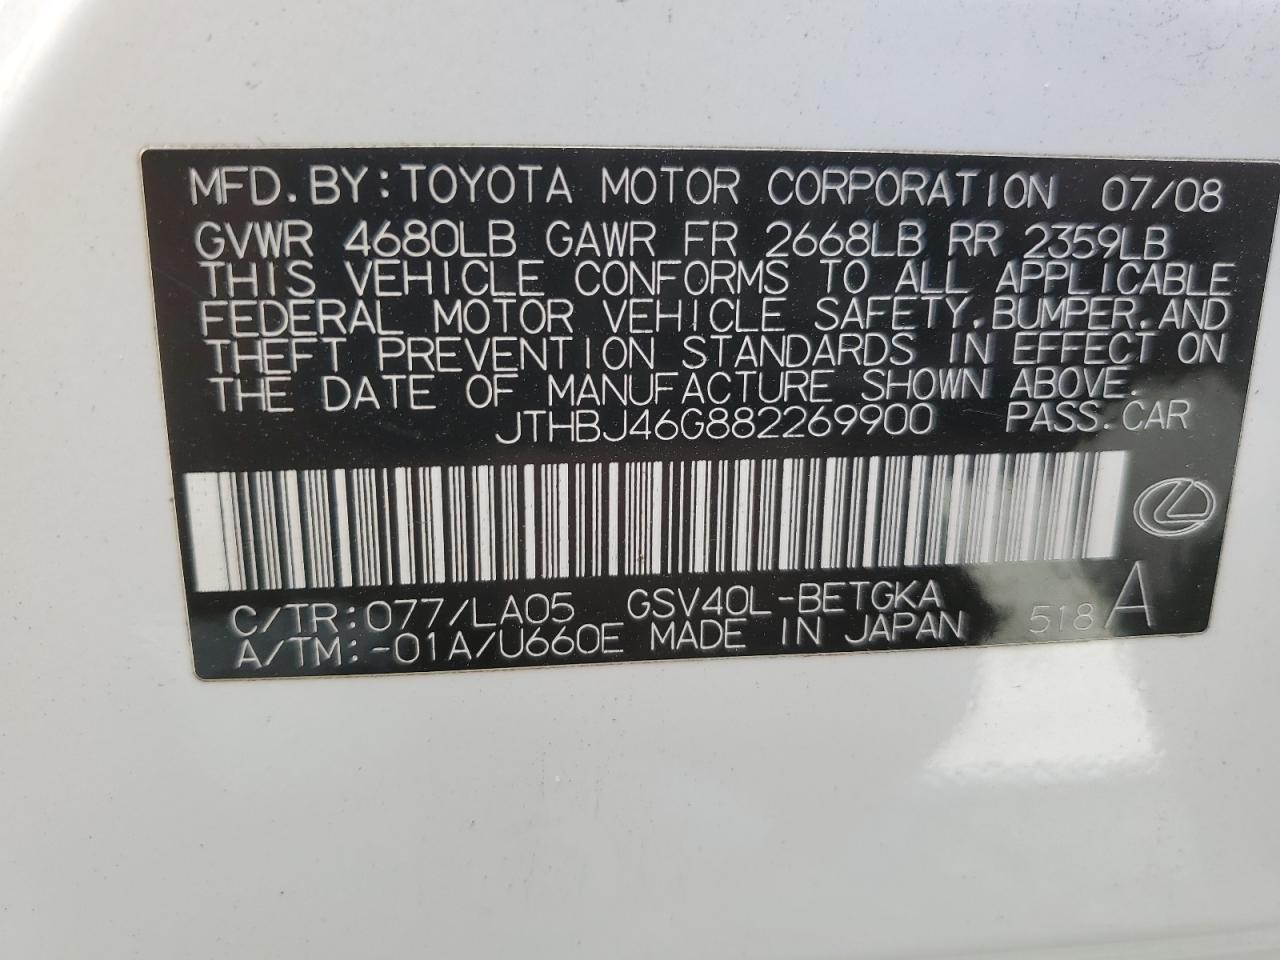 MFD. BY: TOYOTA MOTOR CORPORATION 07/08
GVWR 4680LB GAWR FR 2668LB RR 2359LB
THIS VEHICLE CONFORMS TO ALL APPLICABLE
FEDERAL MOTOR VEHICLE SAFETY, BUMPER, AND
THEFT PREVENTION STANDARDS IN EFFECT ON
THE DATE OF MANUFACTURE SHOWN ABOVE.
JTHBJ46G882269900 PASS. CAR
C/TR: 077/LA05 GSV40L-BETGKA
A/TM: -01A/U660E MADE IN JAPAN 518 A